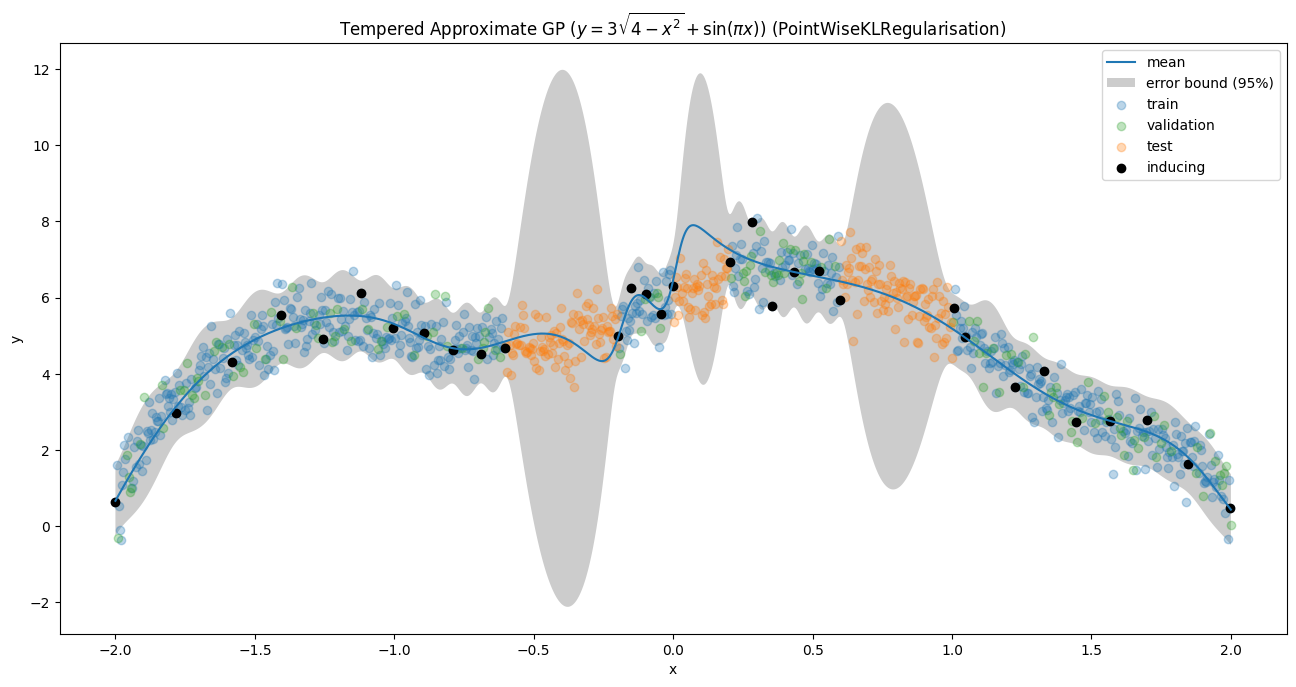 Tempered Approximate GP (y = 3√4 − x² + sin(πx)) (PointWiseKLRegularisation)
mean
error bound (95%)
train
validation
test
inducing
12
10
8
6
4
2
0
−2
y
−2.0 −1.5 −1.0 −0.5 0.0 0.5 1.0 1.5 2.0
x